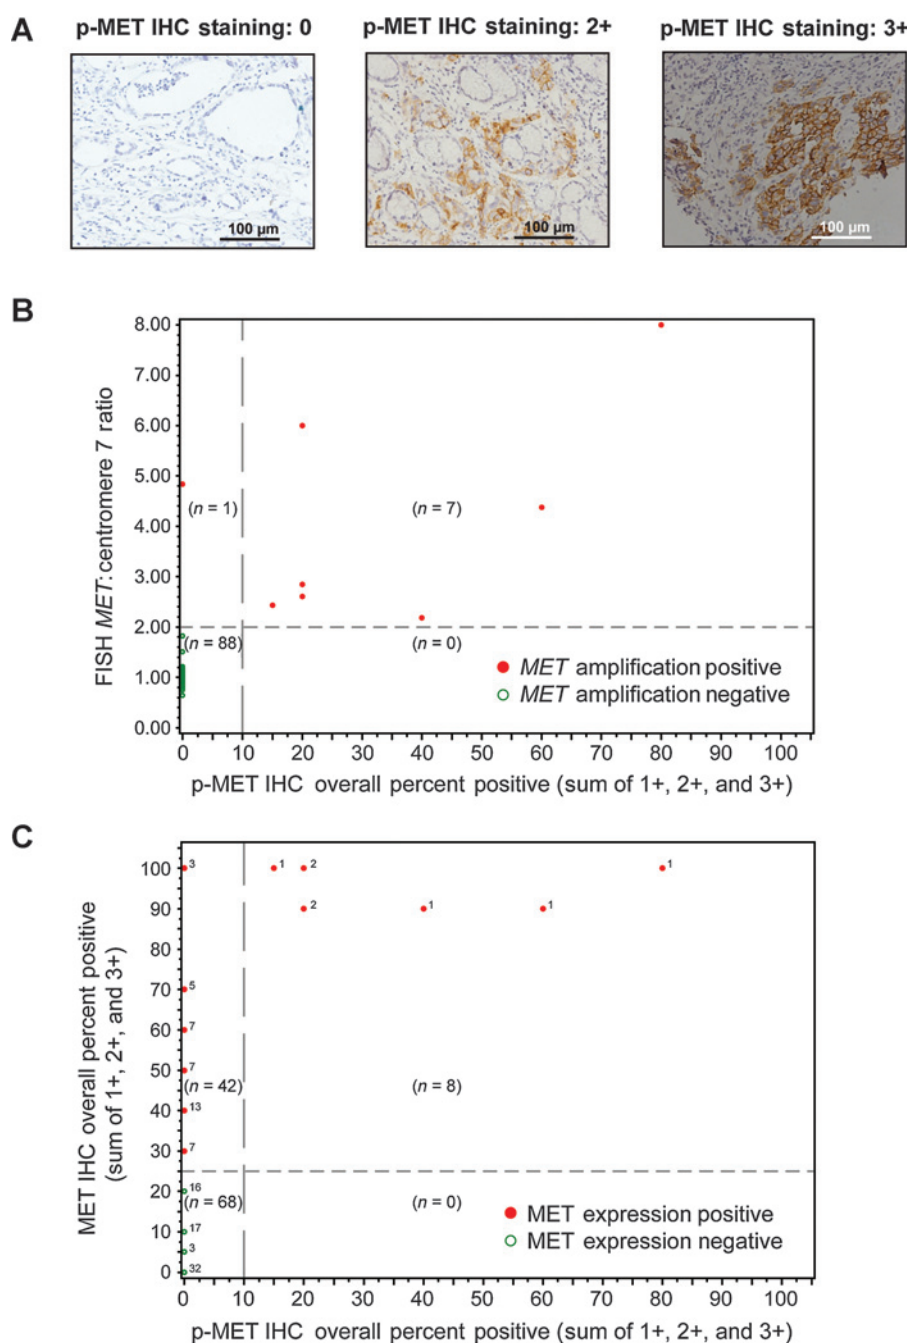 A
p-MET IHC staining: 0
p-MET IHC staining: 2+
p-MET IHC staining: 3+
100 µm
100 µm
100 µm
B
FISH MET:centromere 7 ratio
8.00
7.00
6.00
5.00
4.00
3.00
2.00
1.00
0.00
(n = 1)
(n = 7)
(n = 88)
(n = 0)
MET amplification positive
MET amplification negative
0 10 20 30 40 50 60 70 80 90 100
p-MET IHC overall percent positive (sum of 1+, 2+, and 3+)
C
MET IHC overall percent positive
(sum of 1+, 2+, and 3+)
100
90
80
70
60
50
40
30
20
10
0
3
1
2
1
2
1
1
5
7
7
(n = 42)
(n = 8)
13
7
16
(n = 68)
(n = 0)
17
3
32
MET expression positive
MET expression negative
0 10 20 30 40 50 60 70 80 90 100
p-MET IHC overall percent positive (sum of 1+, 2+, and 3+)